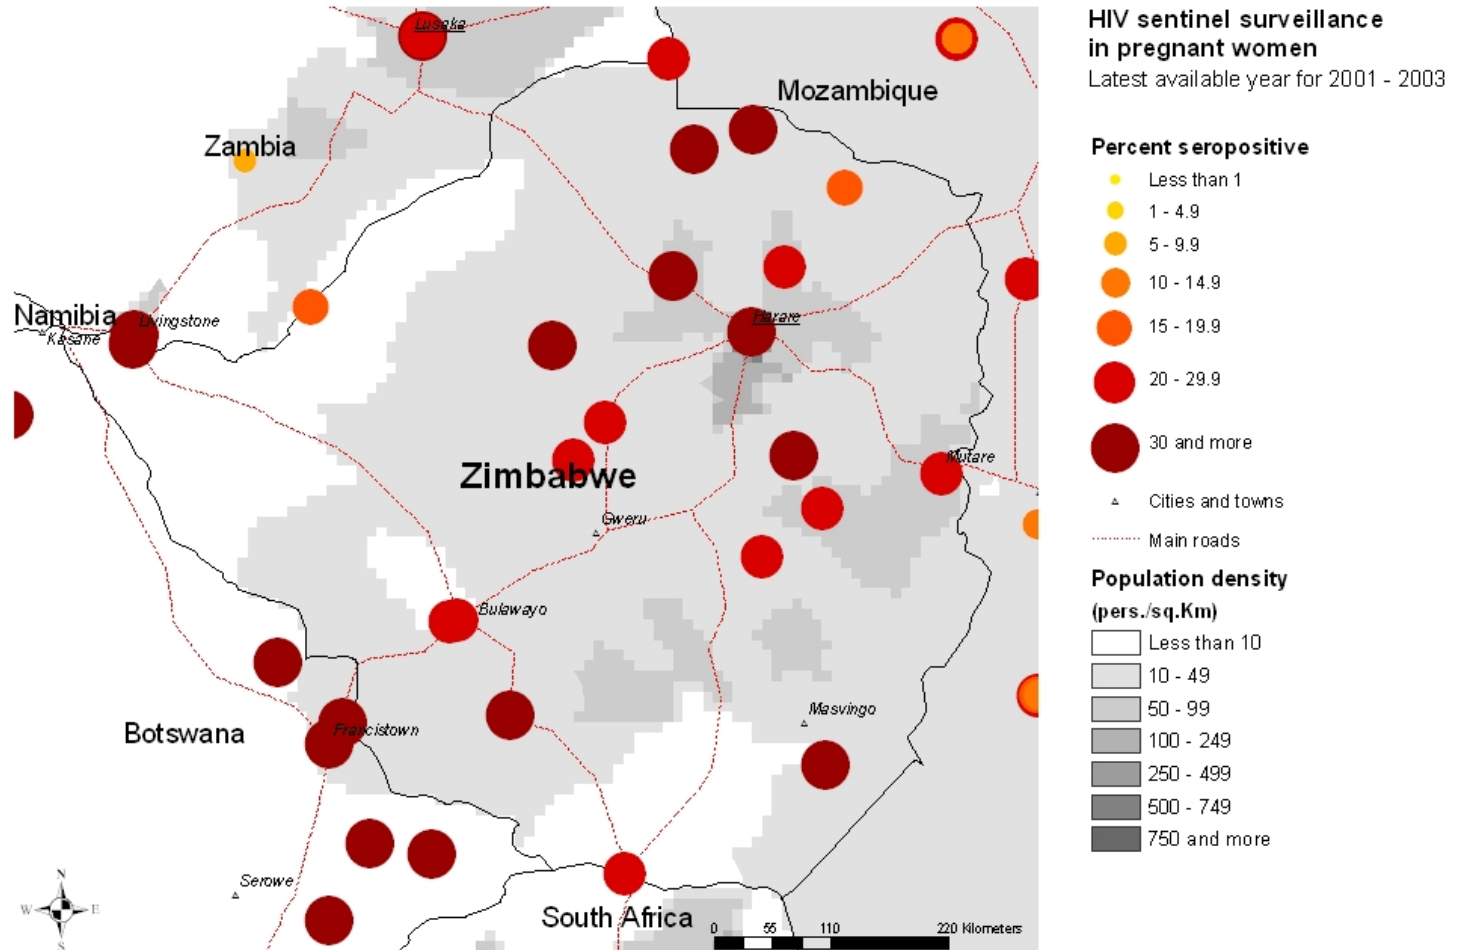 HIV sentinel surveillance
in pregnant women
Latest available year for 2001 - 2003
Percent seropositive
Less than 1
1 - 4.9
5 - 9.9
10 - 14.9
15 - 19.9
20 - 29.9
30 and more
Cities and towns
Main roads
Population density
(pers./sq.Km)
Less than 10
10 - 49
50 - 99
100 - 249
250 - 499
500 - 749
750 and more
Lusaka
Mozambique
Zambia
Namibia
Livingstone
Kasane
Harare
Zimbabwe
Mutare
Gweru
Bulawayo
Masvingo
Botswana
Francistown
Serowe
South Africa
N
W E
S
0 55 110 220 Kilometers